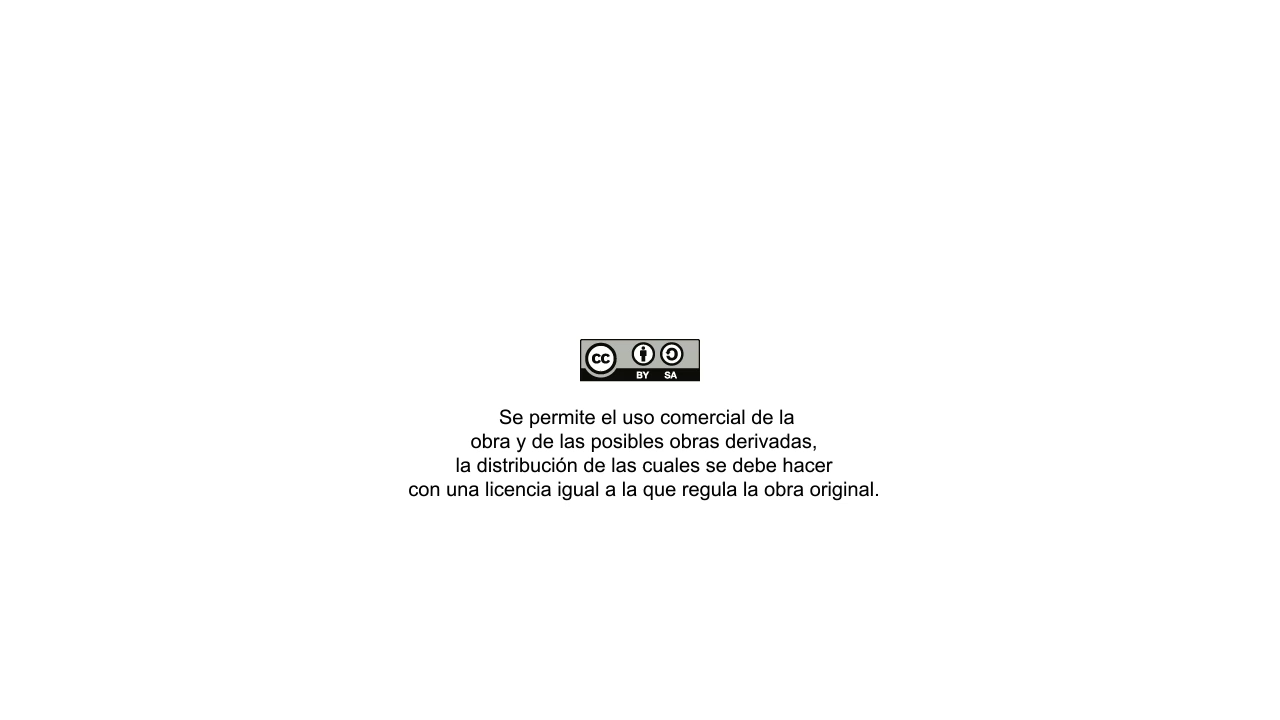 cc
BY SA
Se permite el uso comercial de la
obra y de las posibles obras derivadas,
la distribución de las cuales se debe hacer
con una licencia igual a la que regula la obra original.